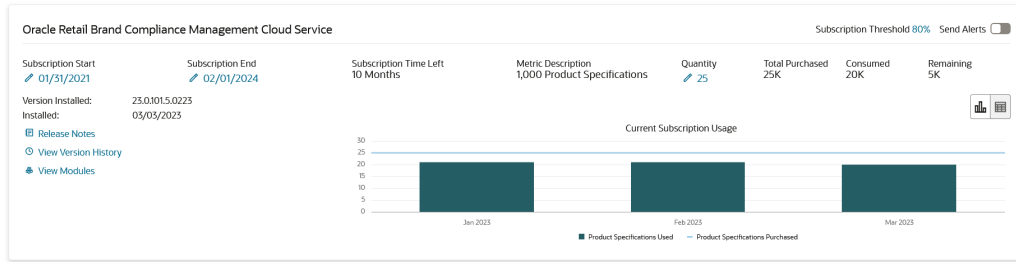 Oracle Retail Brand Compliance Management Cloud Service
Subscription Threshold 80% Send Alerts
Subscription Start Subscription End Subscription Time Left Metric Description Quantity Total Purchased Consumed Remaining
01/31/2021 02/01/2024 10 Months 1,000 Product Specifications 25 25K 20K 5K
Version Installed: 23.0.101.5.0223
Installed: 03/03/2023
Release Notes
View Version History
View Modules
Current Subscription Usage
30
25
20
15
10
5
0
Jan 2023 Feb 2023 Mar 2023
Product Specifications Used Product Specifications Purchased